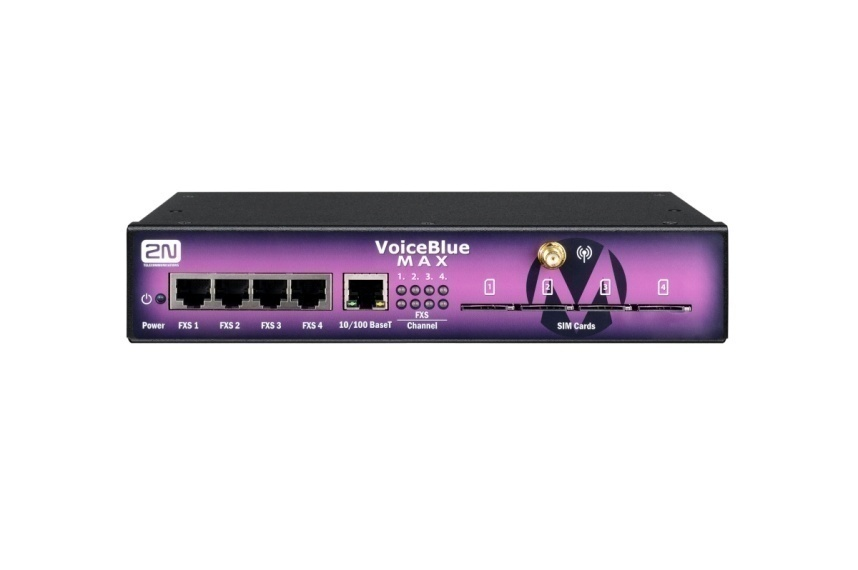 2N
TELECOMMUNICATIONS
VoiceBlue
MAX
1. 2. 3. 4.
1 2 3 4
FXS
Power FXS 1 FXS 2 FXS 3 FXS 4 10/100 BaseT Channel SIM Cards